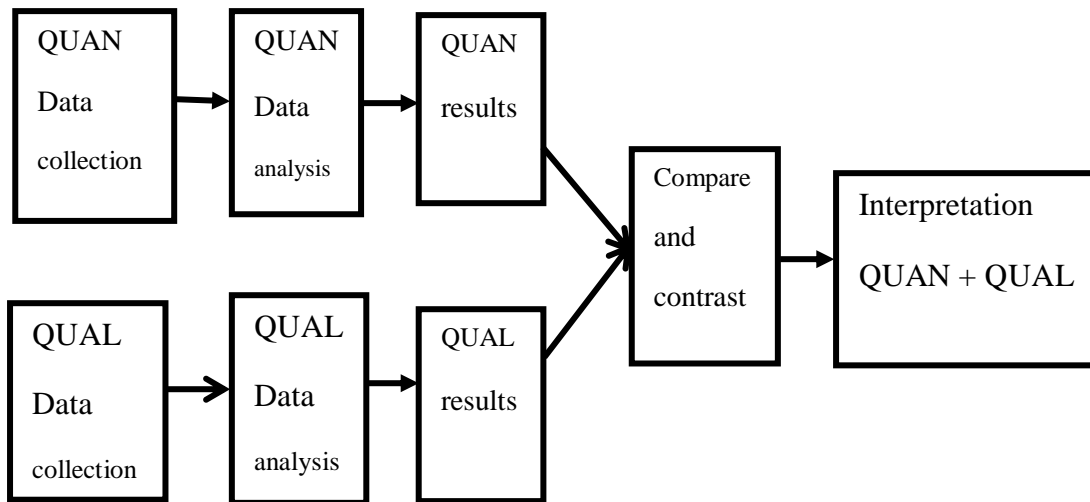 QUAN
Data
collection
QUAN
Data
analysis
QUAN
results
QUAL
Data
collection
QUAL
Data
analysis
QUAL
results
Compare
and
contrast
Interpretation
QUAN + QUAL